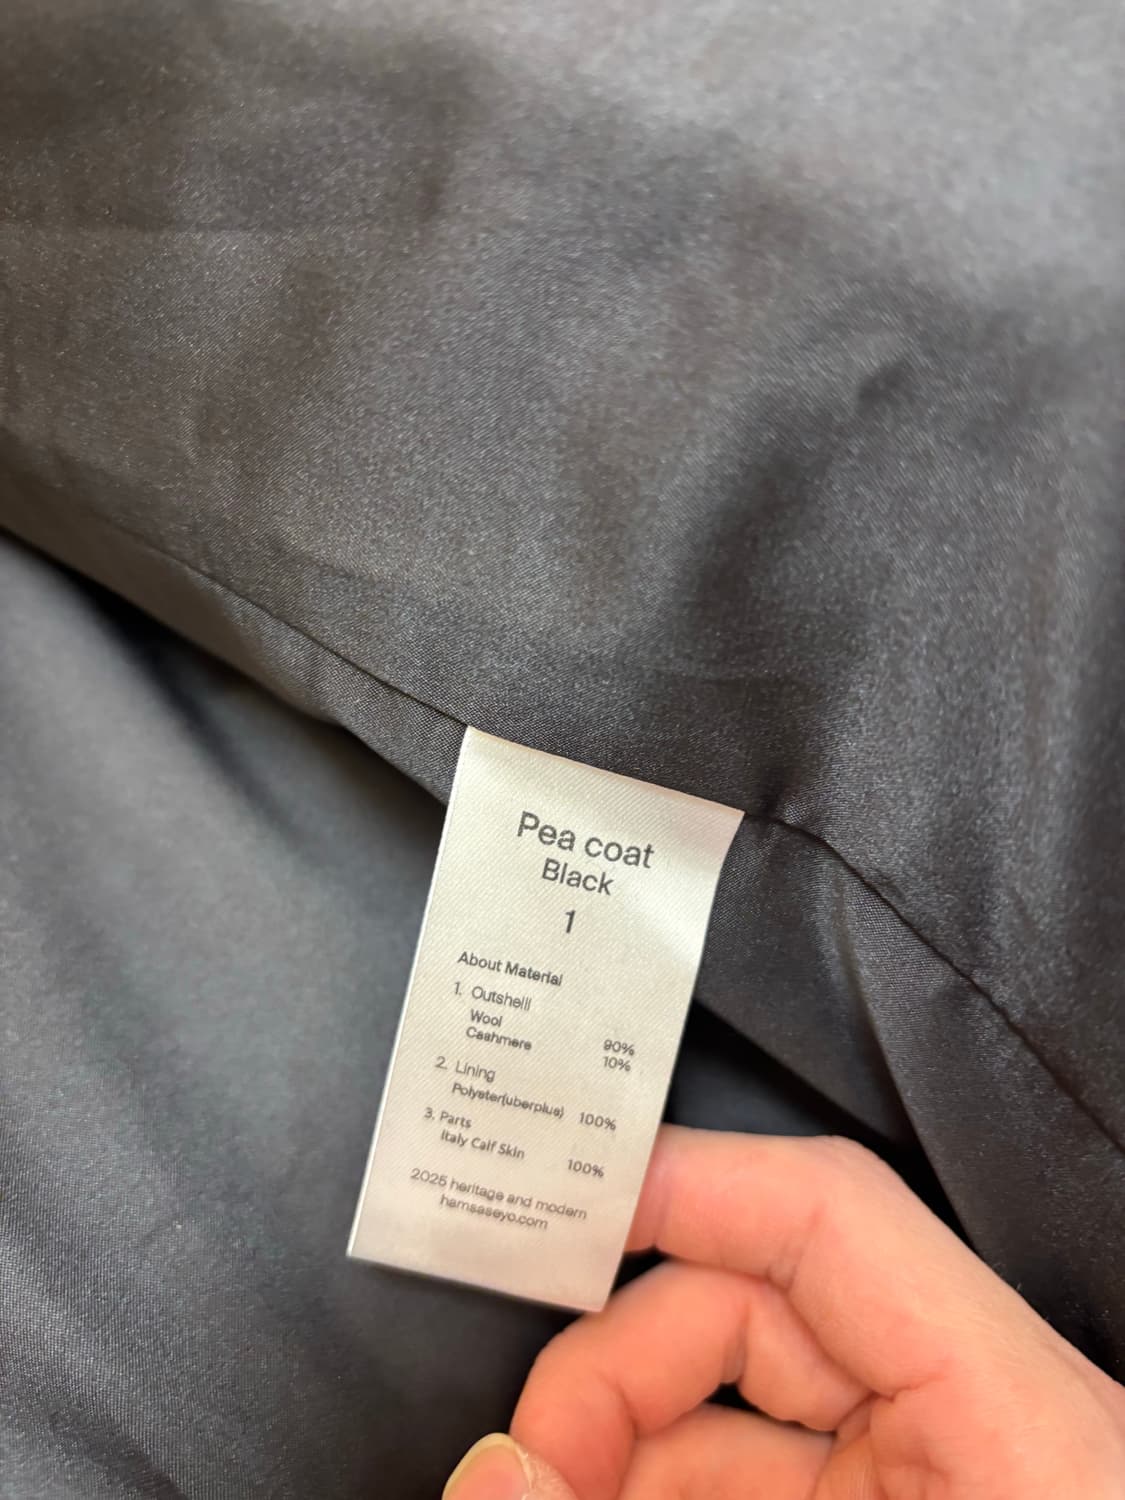 Pea coat
Black
1
About Material
1. Outshelll
Wool 90%
Cashmere 10%
2. Lining
Polyster(uberplus) 100%
3. Parts
Italy Calf Skin 100%
2025 heritage and modern
hamsaseyo.com